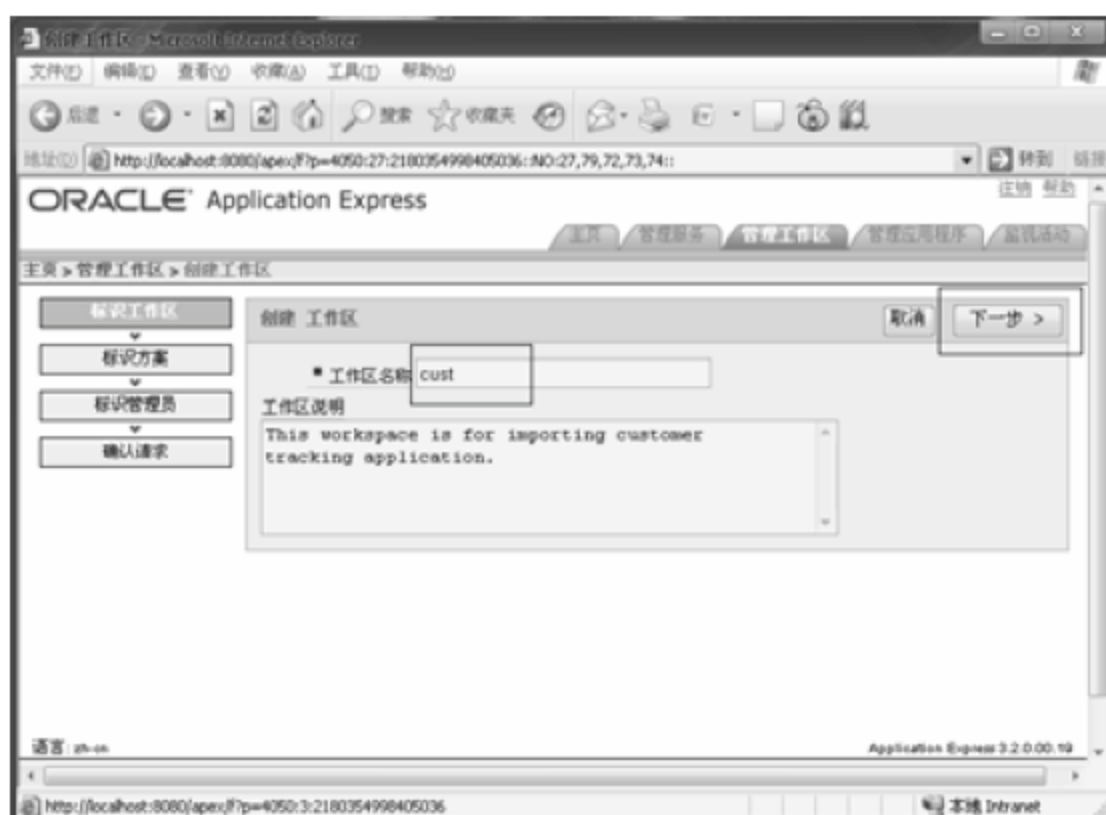 创建工作区 - Microsoft Internet Explorer
文件(F) 编辑(E) 查看(V) 收藏(A) 工具(T) 帮助(H)
后退 搜索 收藏夹
地址(D) http://localhost:8080/apex/f?p=4050:27:2180354998405036::NO:27,79,72,73,74:: 转到 链接
ORACLE Application Express 注销 帮助
主页 管理服务 管理工作区 管理应用程序 监视活动
主页 > 管理工作区 > 创建工作区
标识工作区
标识方案
标识管理员
确认请求
创建 工作区 取消 下一步 >
工作区名称 cust
工作区说明
This workspace is for importing customer
tracking application.
语言: zh-cn Application Express 3.2.0.00.19
http://localhost:8080/apex/f?p=4050:3:2180354998405036 本地 Intranet